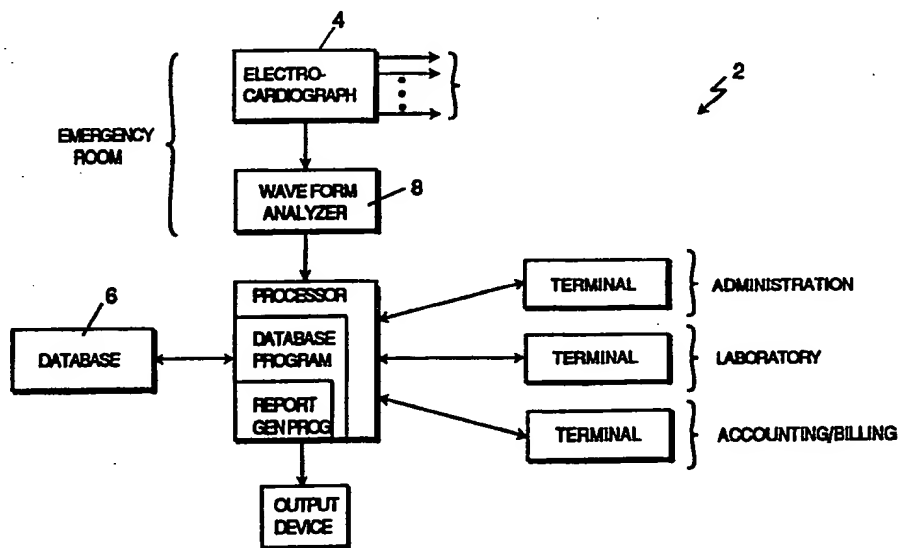 4
ELECTRO-
CARDIOGRAPH
2
EMERGENCY
ROOM
WAVE FORM
ANALYZER
8
PROCESSOR
TERMINAL
ADMINISTRATION
6
DATABASE
DATABASE
PROGRAM
TERMINAL
LABORATORY
REPORT
GEN PROG
TERMINAL
ACCOUNTING/BILLING
OUTPUT
DEVICE